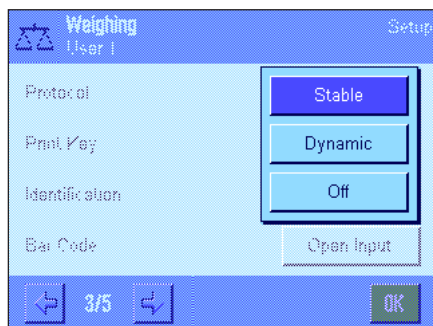 Weighing
Setup
User 1
Protocol
Stable
Print Key
Dynamic
Identification
Off
Bar Code
Open Input
3/5
OK